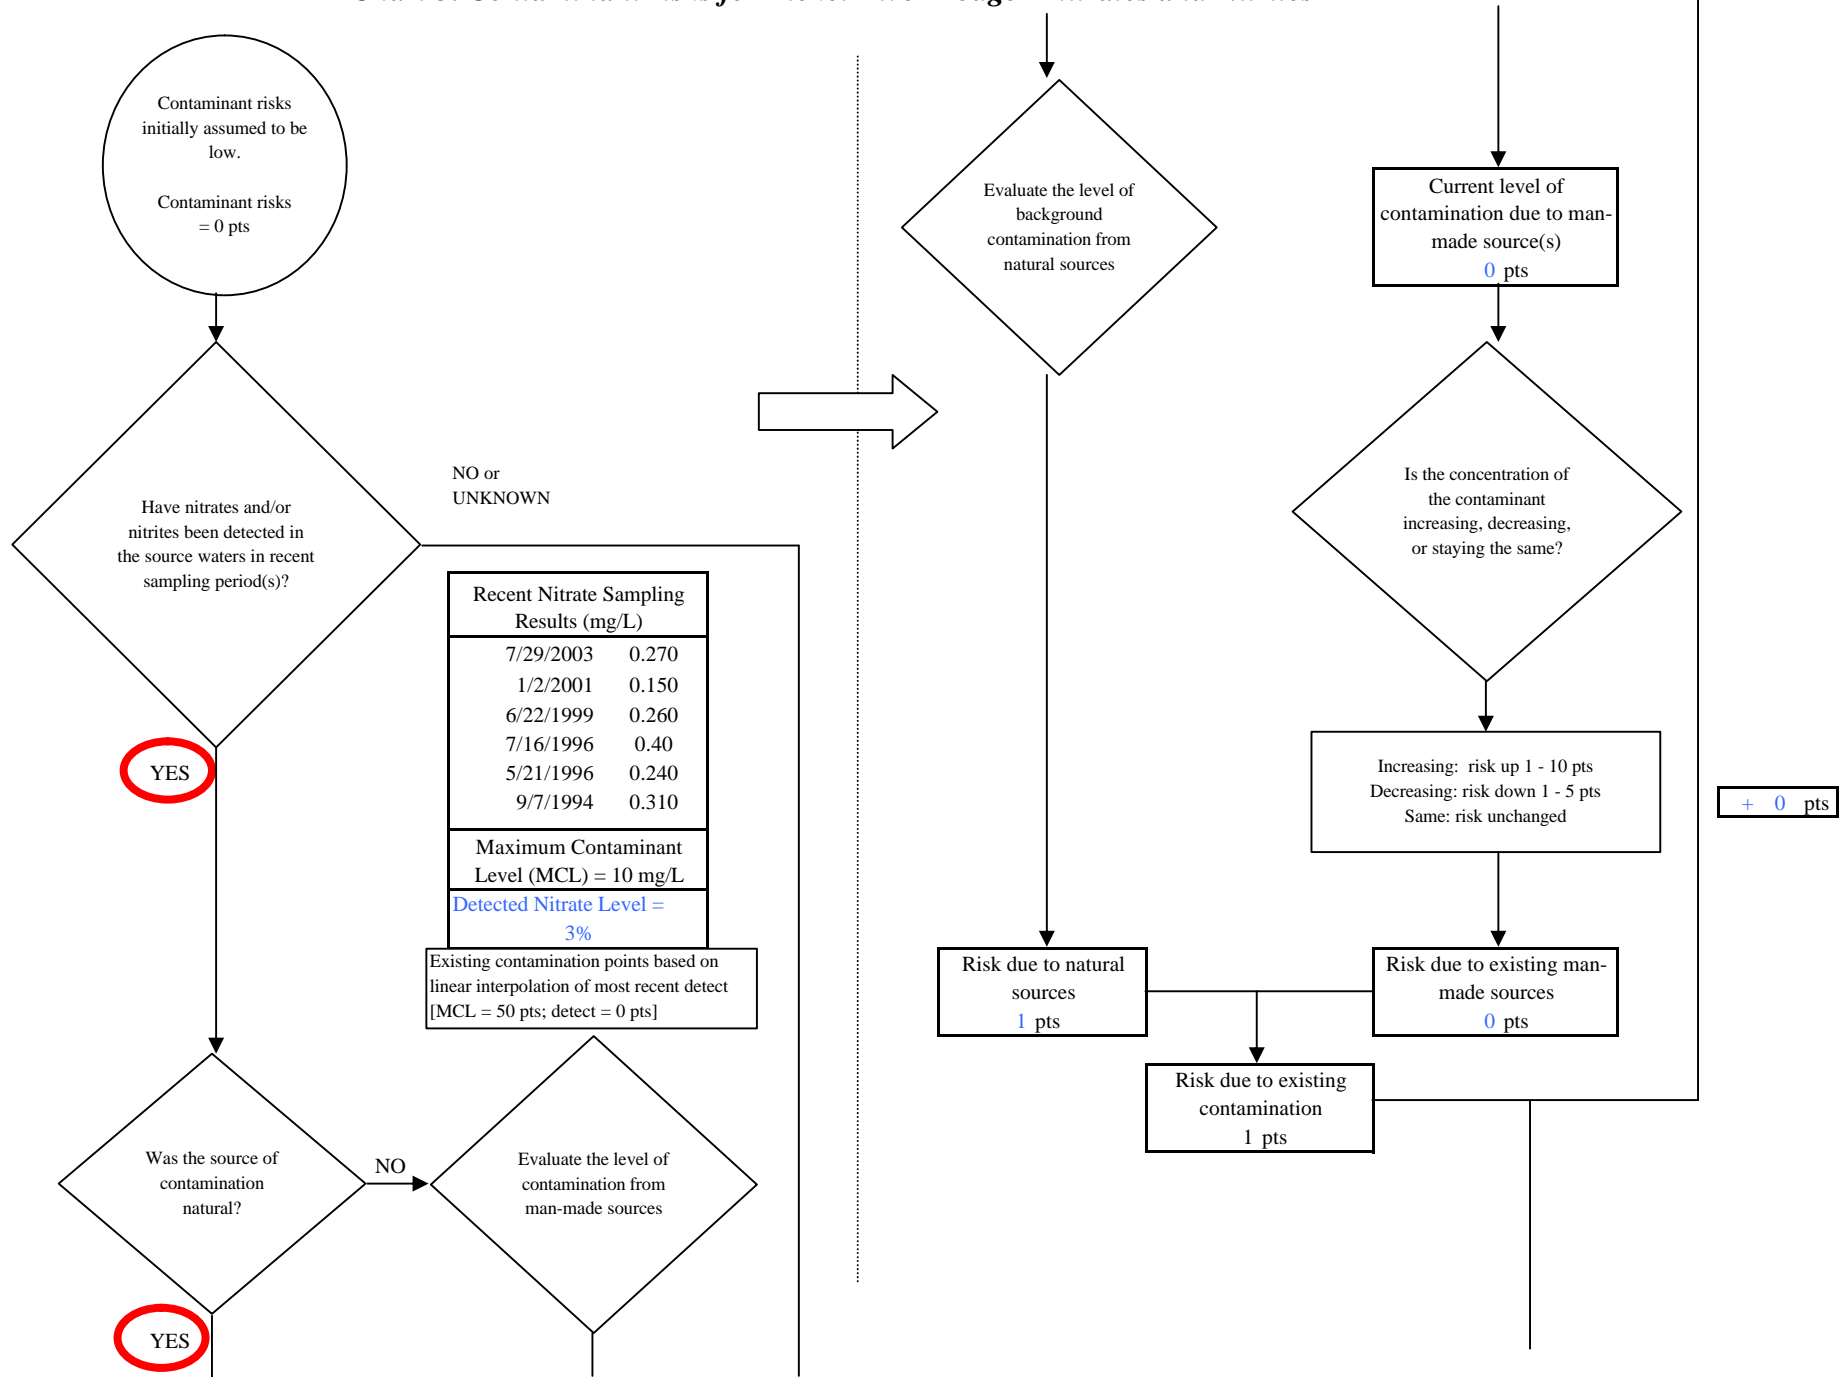 Contaminant risks
initially assumed to be
low.
Contaminant risks
= 0 pts
Have nitrates and/or
nitrites been detected in
the source waters in recent
sampling period(s)?
NO or
UNKNOWN
YES
Recent Nitrate Sampling
Results (mg/L)
7/29/2003 0.270
1/2/2001 0.150
6/22/1999 0.260
7/16/1996 0.40
5/21/1996 0.240
9/7/1994 0.310
Maximum Contaminant
Level (MCL) = 10 mg/L
Detected Nitrate Level =
3%
Existing contamination points based on
linear interpolation of most recent detect
[MCL = 50 pts; detect = 0 pts]
Was the source of
contamination
natural?
NO
YES
Evaluate the level of
contamination from
man-made sources
Evaluate the level of
background
contamination from
natural sources
Current level of
contamination due to man-
made source(s)
0 pts
Is the concentration of
the contaminant
increasing, decreasing,
or staying the same?
Increasing: risk up 1 - 10 pts
Decreasing: risk down 1 - 5 pts
Same: risk unchanged
+ 0 pts
Risk due to natural
sources
1 pts
Risk due to existing man-
made sources
0 pts
Risk due to existing
contamination
1 pts